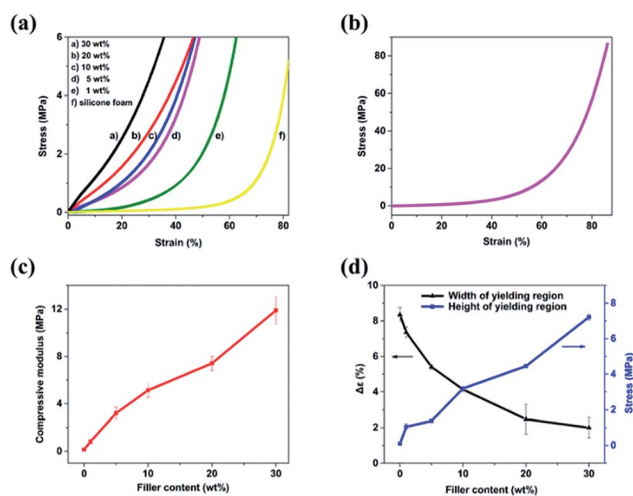 (a)
a) 30 wt%
b) 20 wt%
c) 10 wt%
d) 5 wt%
e) 1 wt%
f) silicone foam
a) b) c) d) e) f)
Stress (MPa)
6
4
2
0
0 20 40 60 80
Strain (%)
(b)
Stress (MPa)
80
60
40
20
0
0 20 40 60 80
Strain (%)
(c)
Compressive modulus (MPa)
12
8
4
0
0 10 20 30
Filler content (wt%)
(d)
Width of yielding region
Height of yielding region
Δε (%)
10
8
6
4
2
0
8
6
4
2
0
Stress (MPa)
0 10 20 30
Filler content (wt%)